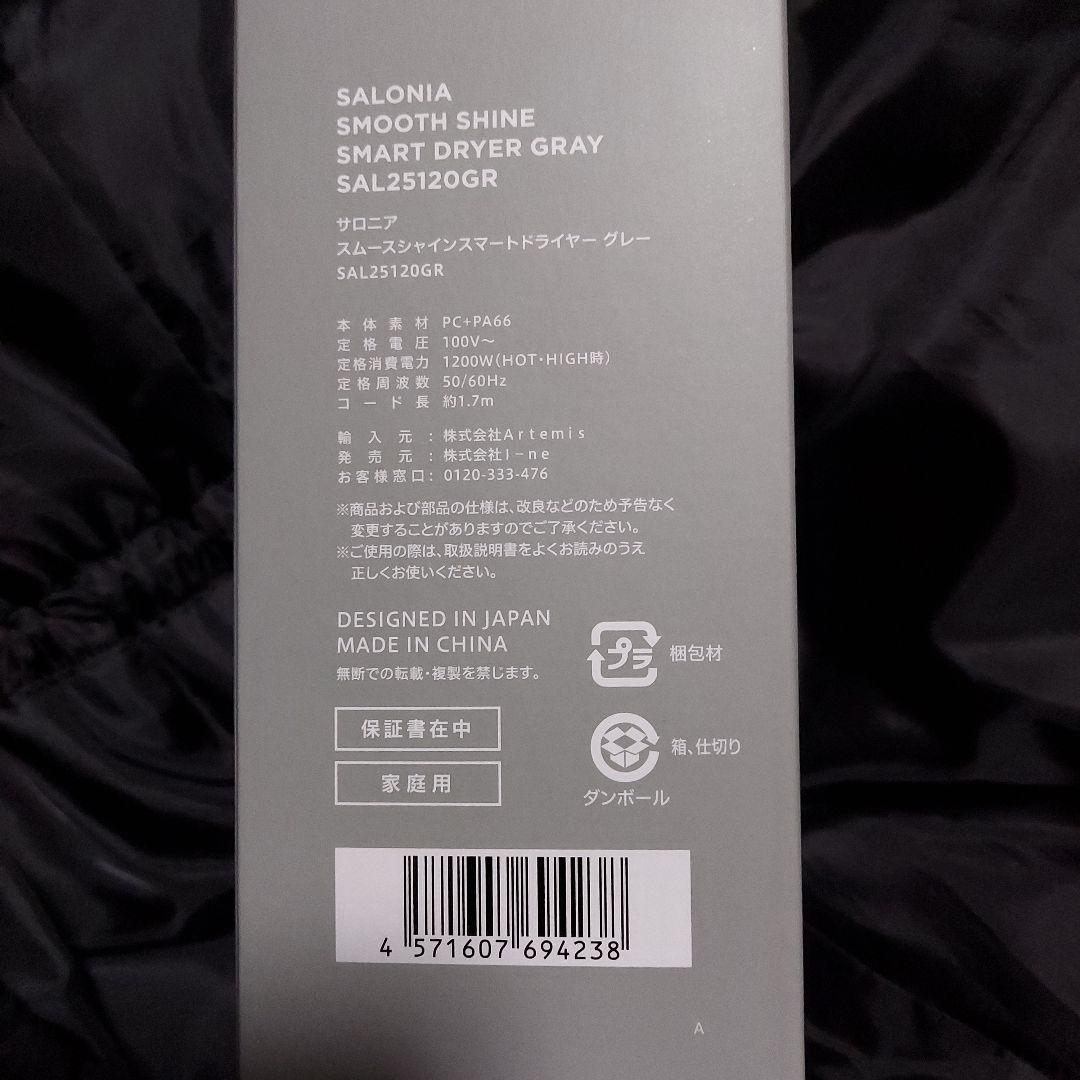 SALONIA
SMOOTH SHINE
SMART DRYER GRAY
SAL25120GR
サロニア
スムースシャインスマートドライヤー グレー
SAL25120GR
本体素材 PC+PA66
定格電圧 100V～
定格消費電力 1200W(HOT・HIGH時)
定格周波数 50/60Hz
コード長 約1.7m
輸入元:株式会社Artemis
発売元:株式会社I-ne
お客様窓口:0120-333-476
※商品および部品の仕様は、改良などのため予告なく
変更することがありますのでご了承ください。
※ご使用の際は、取扱説明書をよくお読みのうえ
正しくお使いください。
DESIGNED IN JAPAN
MADE IN CHINA
無断での転載・複製を禁じます。
プラ 梱包材
保証書在中
箱、仕切り
家庭用
ダンボール
4 571607 694238
A